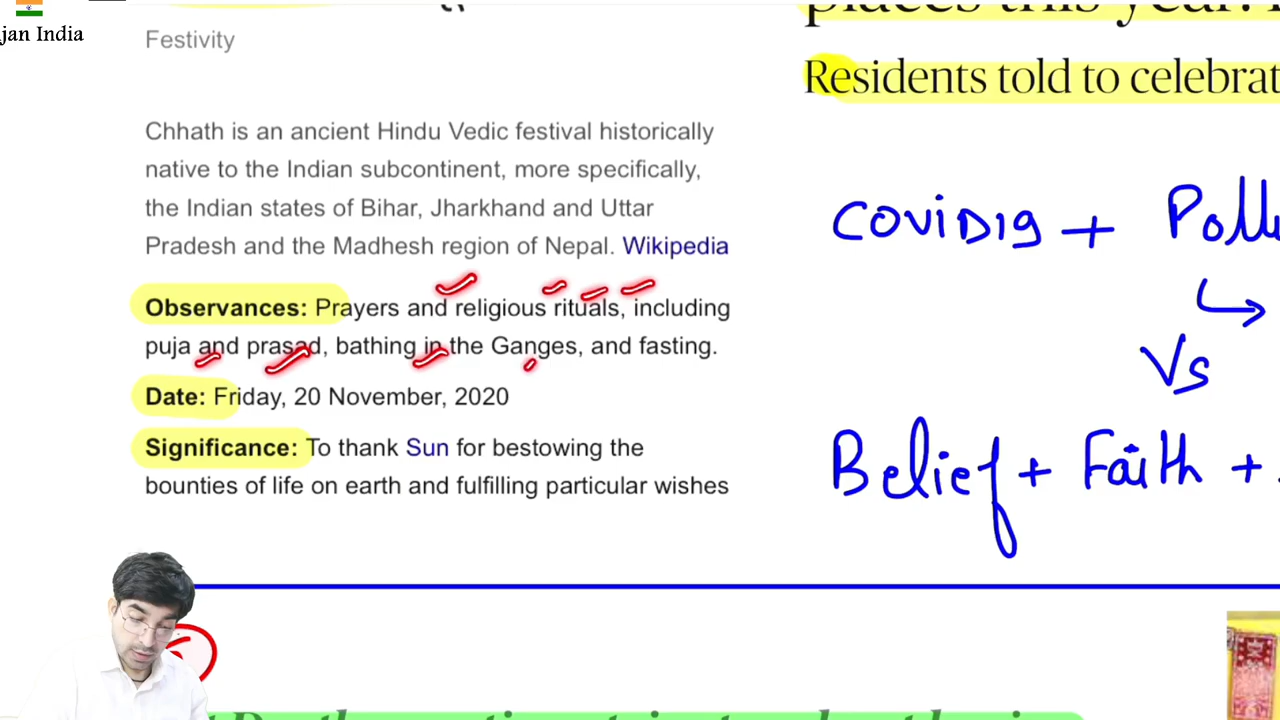 jan India
Festivity
Chhath is an ancient Hindu Vedic festival historically
native to the Indian subcontinent, more specifically,
the Indian states of Bihar, Jharkhand and Uttar
Pradesh and the Madhesh region of Nepal. Wikipedia
Observances: Prayers and religious rituals, including
puja and prasad, bathing in the Ganges, and fasting.
Date: Friday, 20 November, 2020
Significance: To thank Sun for bestowing the
bounties of life on earth and fulfilling particular wishes
places this year.
Residents told to celebrat
COVID19 + Pollu
Vs
Belief + Faith +